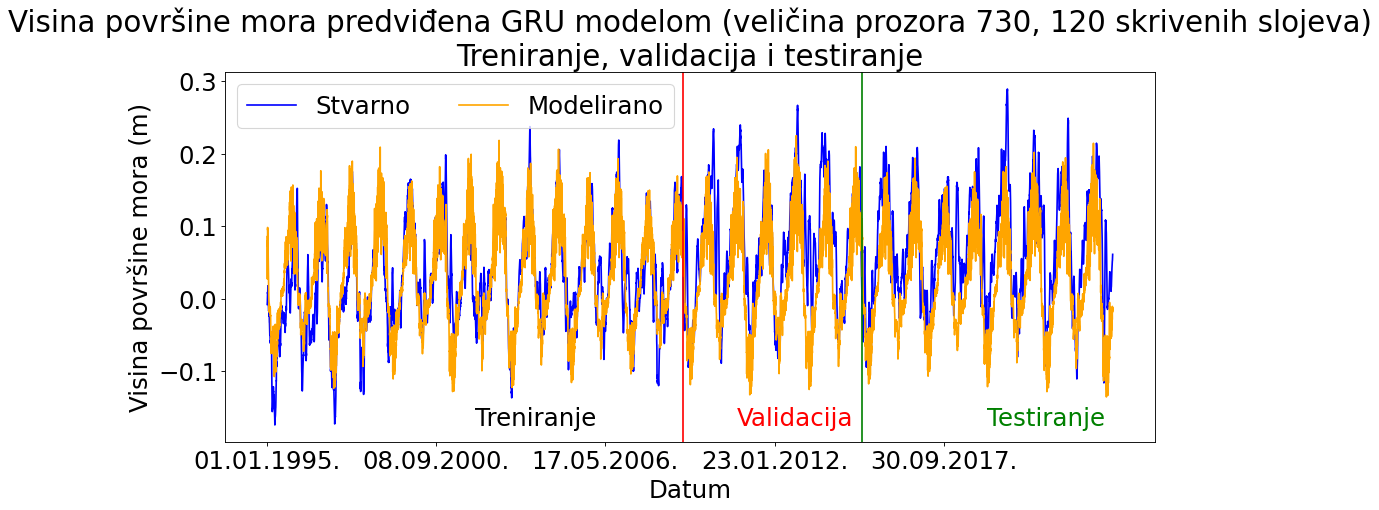 Visina površine mora predviđena GRU modelom (veličina prozora 730, 120 skrivenih slojeva)
Treniranje, validacija i testiranje
Stvarno
Modelirano
Visina površine mora (m)
0.3
0.2
0.1
0.0
−0.1
Treniranje
Validacija
Testiranje
01.01.1995.
08.09.2000.
17.05.2006.
23.01.2012.
30.09.2017.
Datum